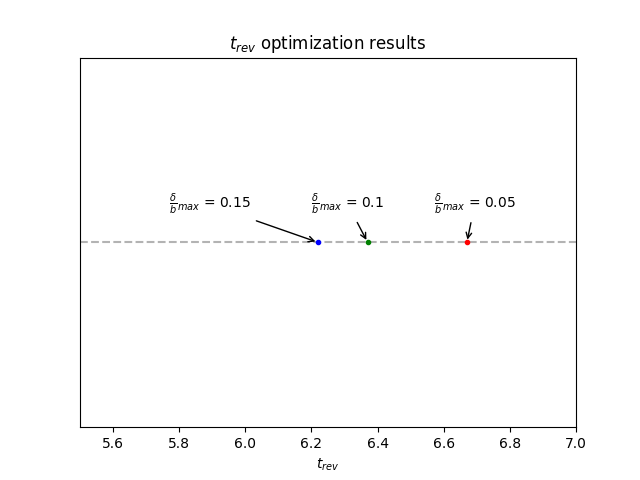 t_rev optimization results
δ/b max = 0.15
δ/b max = 0.1
δ/b max = 0.05
5.6 5.8 6.0 6.2 6.4 6.6 6.8 7.0
t_rev